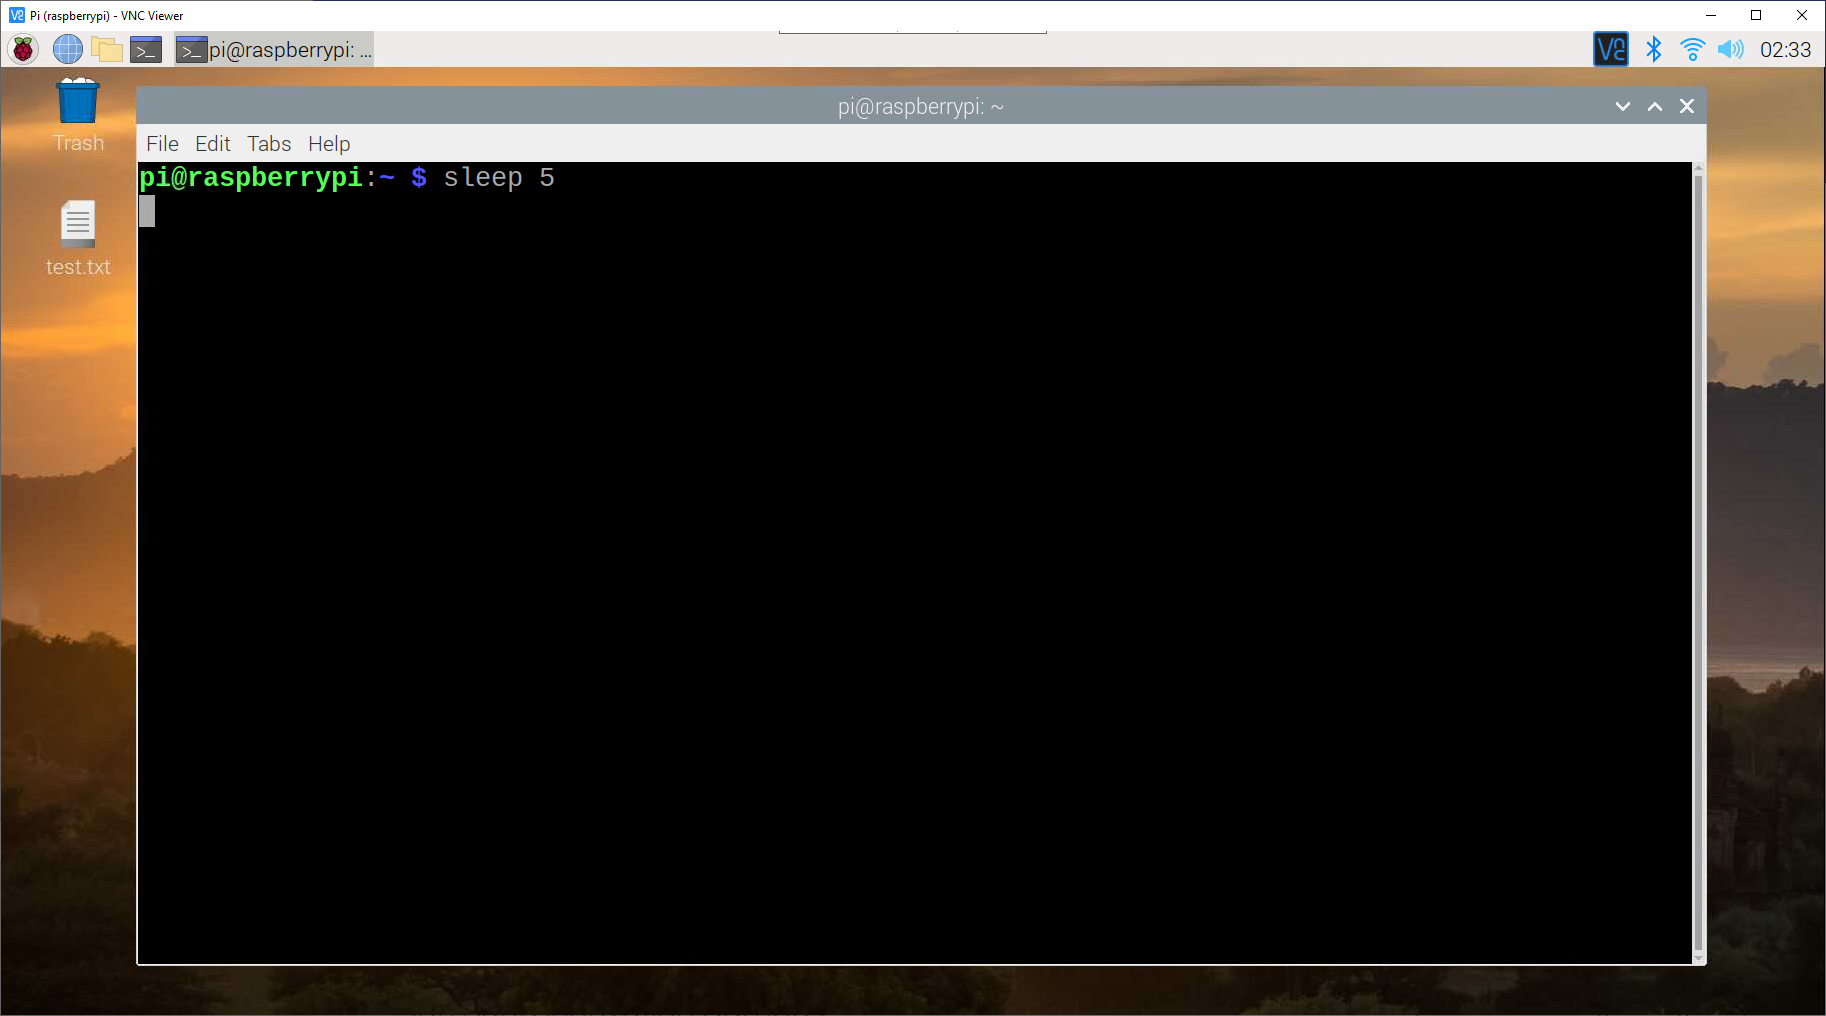 Pi (raspberrypi) - VNC Viewer
pi@raspberrypi: ... 02:33
pi@raspberrypi: ~
Trash
File Edit Tabs Help
pi@raspberrypi:~ $ sleep 5
test.txt